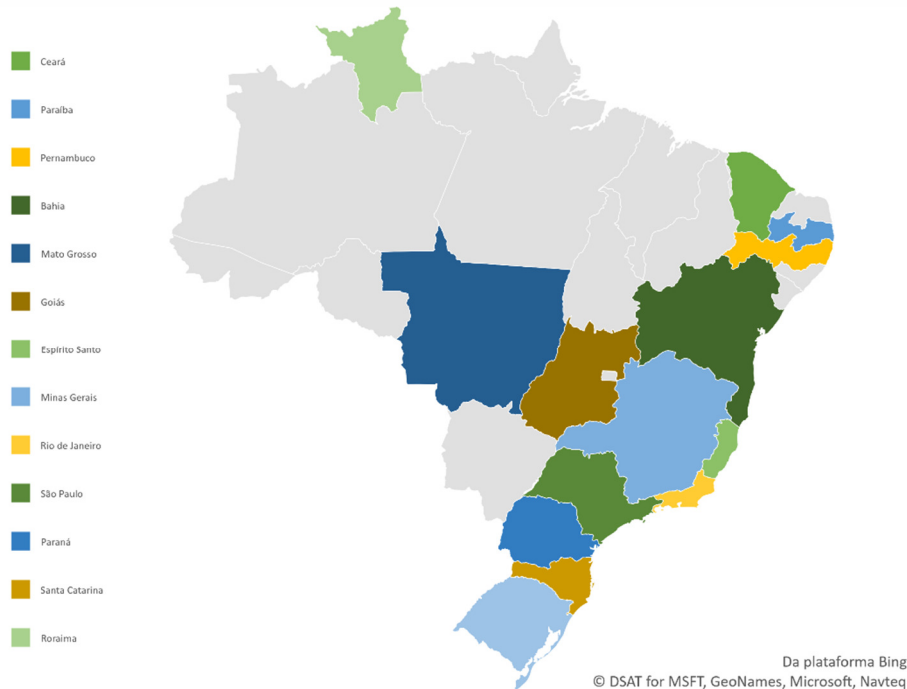 Ceará
Paraíba
Pernambuco
Bahia
Mato Grosso
Goiás
Espírito Santo
Minas Gerais
Rio de Janeiro
São Paulo
Paraná
Santa Catarina
Roraima
Da plataforma Bing
© DSAT for MSFT, GeoNames, Microsoft, Navteq